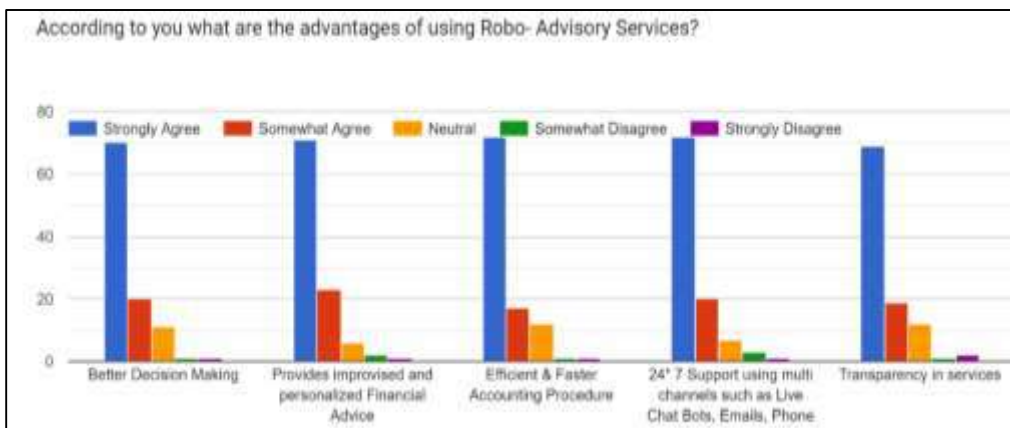 According to you what are the advantages of using Robo- Advisory Services?
80
Strongly Agree
Somewhat Agree
Neutral
Somewhat Disagree
Strongly Disagree
60
40
20
0
Better Decision Making
Provides improvised and
personalized Financial
Advice
Efficient & Faster
Accounting Procedure
24* 7 Support using multi
channels such as Live
Chat Bots, Emails, Phone
Transparency in services